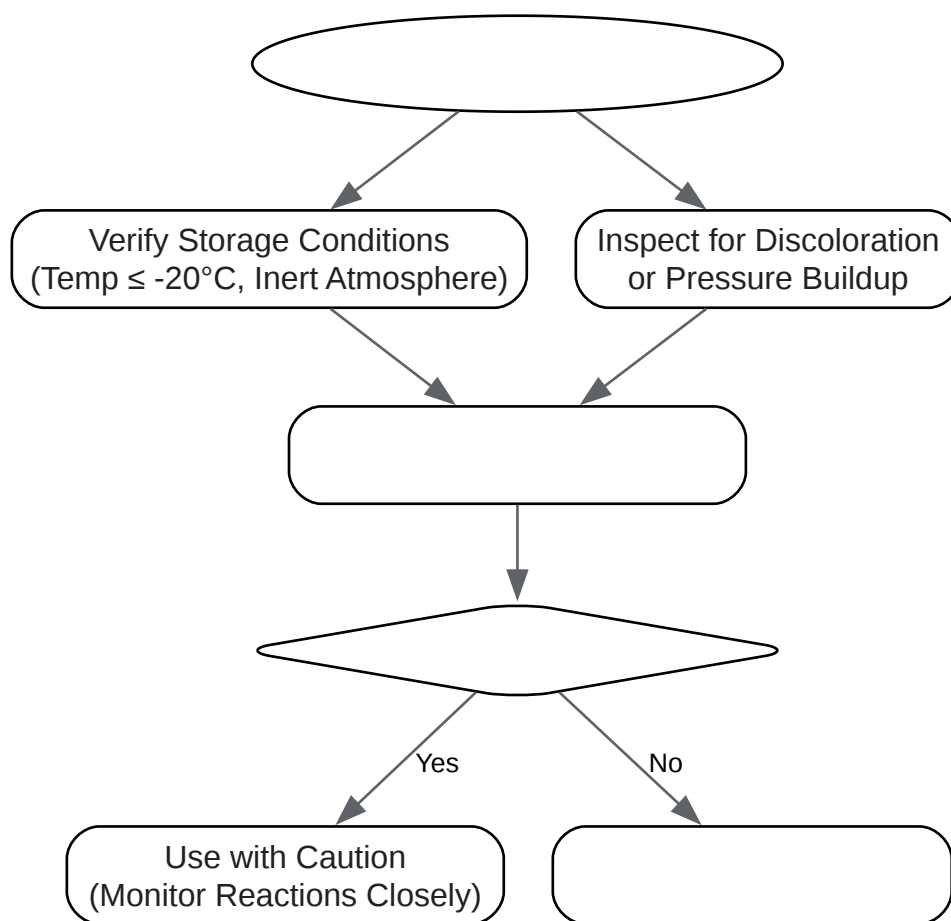 Verify Storage Conditions
(Temp ≤ -20°C, Inert Atmosphere)
Inspect for Discoloration
or Pressure Buildup
Yes
No
Use with Caution
(Monitor Reactions Closely)